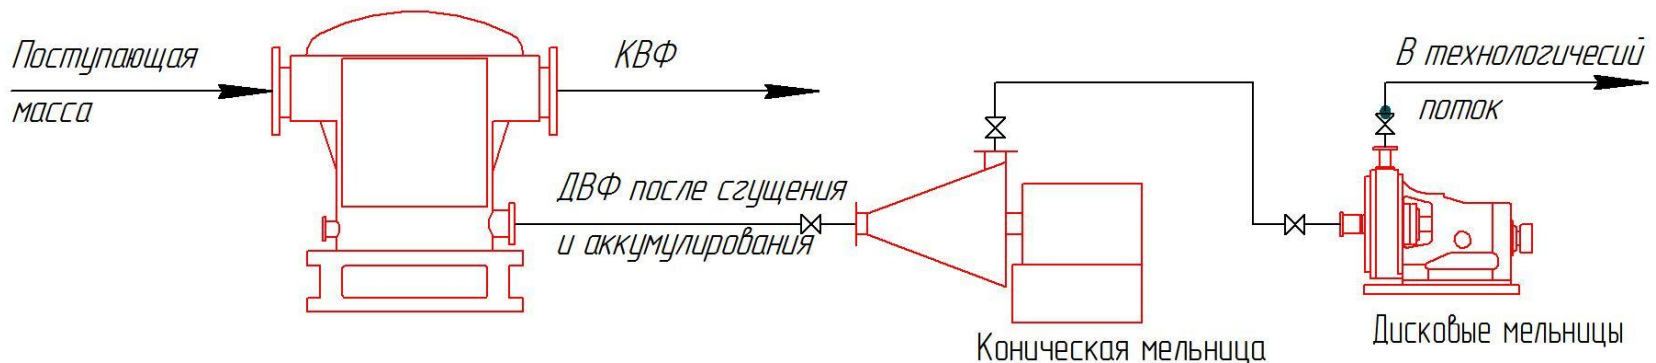 Поступающая
масса
КВФ
ДВФ после сгущения
и аккумулирования
Коническая мельница
В технологичесий
поток
Дисковые мельницы